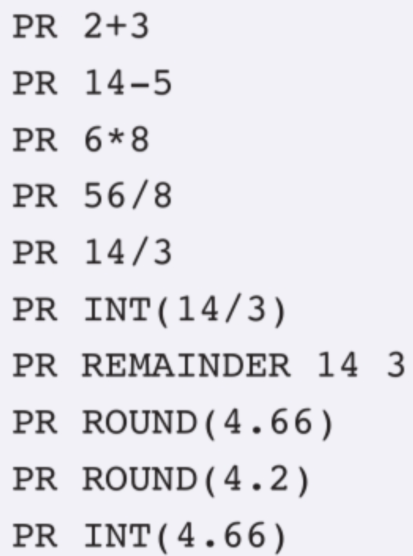 PR 2+3
PR 14-5
PR 6*8
PR 56/8
PR 14/3
PR INT(14/3)
PR REMAINDER 14 3
PR ROUND(4.66)
PR ROUND(4.2)
PR INT(4.66)